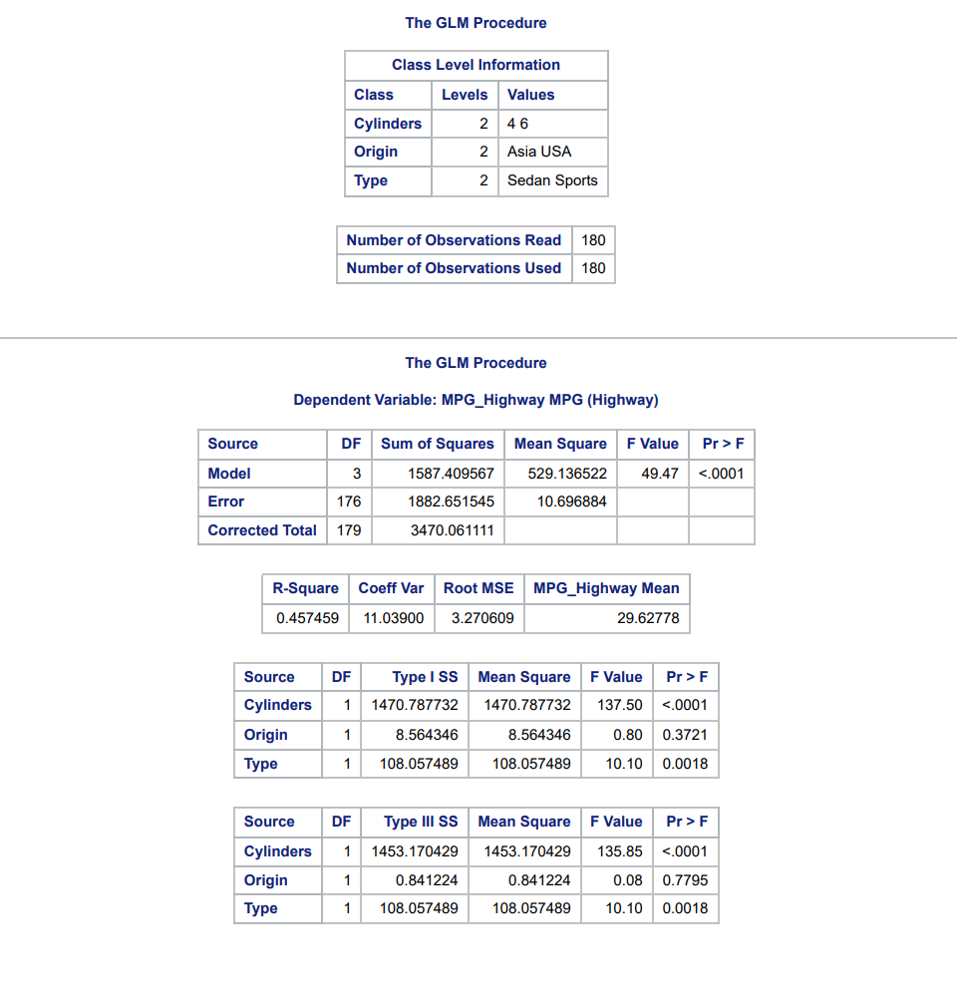 The GLM Procedure
Class Level Information
Class Levels Values
Cylinders 2 4 6
Origin 2 Asia USA
Type 2 Sedan Sports
Number of Observations Read 180
Number of Observations Used 180
The GLM Procedure
Dependent Variable: MPG_Highway MPG (Highway)
Source DF Sum of Squares Mean Square F Value Pr > F
Model 3 1587.409567 529.136522 49.47 <.0001
Error 176 1882.651545 10.696884
Corrected Total 179 3470.061111
R-Square Coeff Var Root MSE MPG_Highway Mean
0.457459 11.03900 3.270609 29.62778
Source DF Type I SS Mean Square F Value Pr > F
Cylinders 1 1470.787732 1470.787732 137.50 <.0001
Origin 1 8.564346 8.564346 0.80 0.3721
Type 1 108.057489 108.057489 10.10 0.0018
Source DF Type III SS Mean Square F Value Pr > F
Cylinders 1 1453.170429 1453.170429 135.85 <.0001
Origin 1 0.841224 0.841224 0.08 0.7795
Type 1 108.057489 108.057489 10.10 0.0018